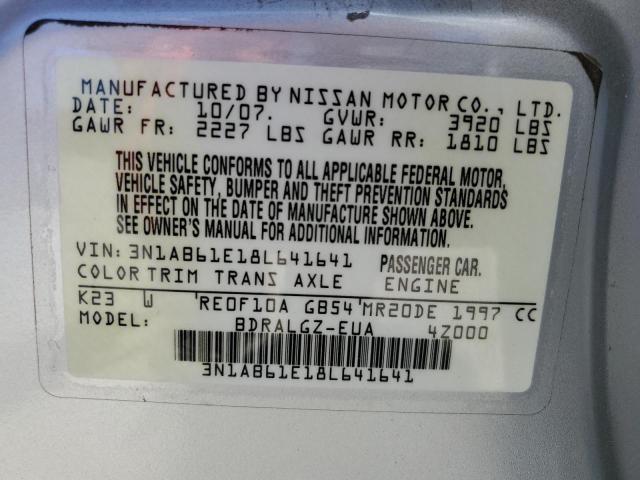 MANUFACTURED BY NISSAN MOTOR CO., LTD.
DATE: 10/07. GVWR: 3920 LBS
GAWR FR: 2227 LBS GAWR RR: 1810 LBS
THIS VEHICLE CONFORMS TO ALL APPLICABLE FEDERAL MOTOR
VEHICLE SAFETY, BUMPER AND THEFT PREVENTION STANDARDS
IN EFFECT ON THE DATE OF MANUFACTURE SHOWN ABOVE.
SEE OWNER'S MANUAL FOR ADDITIONAL INFORMATION.
VIN: 3N1AB61E18L641641 PASSENGER CAR.
COLOR TRIM TRANS AXLE ENGINE
K23 W RE0F10A GB54 MR20DE 1997 CC
MODEL: BDRALGZ-EUA 4Z000
3N1AB61E18L641641